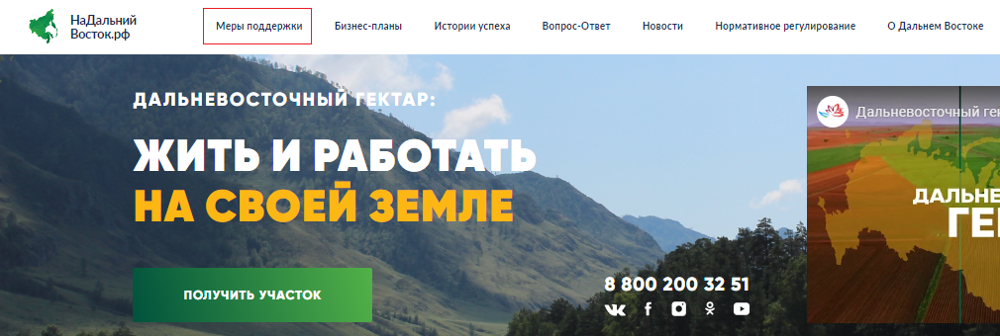 НаДальний
Восток.рф
Меры поддержки
Бизнес-планы
Истории успеха
Вопрос-Ответ
Новости
Нормативное регулирование
О Дальнем Востоке
ДАЛЬНЕВОСТОЧНЫЙ ГЕКТАР:
ЖИТЬ И РАБОТАТЬ
НА СВОЕЙ ЗЕМЛЕ
ПОЛУЧИТЬ УЧАСТОК
8 800 200 32 51
Дальневосточный ге
ДАЛЬНЕ
ГЕ